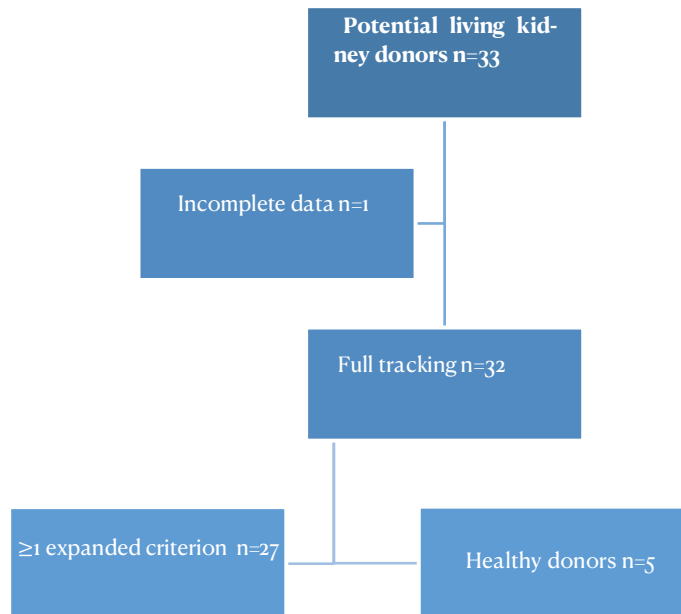 Potential living kid-
ney donors n=33
Incomplete data n=1
Full tracking n=32
≥1 expanded criterion n=27
Healthy donors n=5